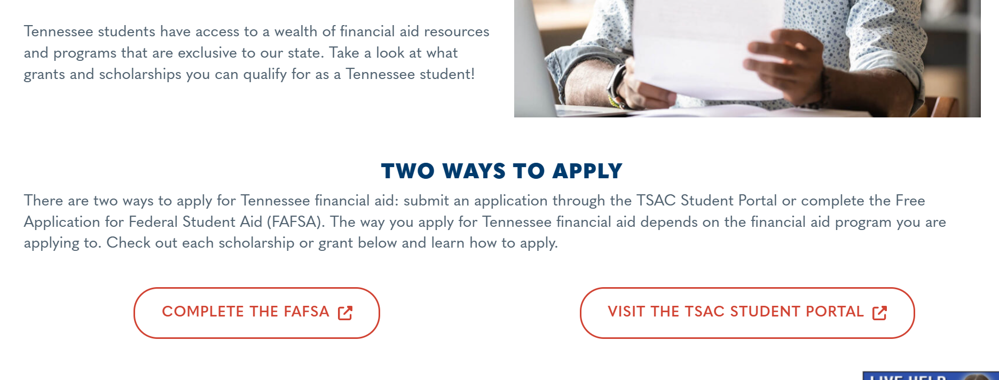 Tennessee students have access to a wealth of financial aid resources
and programs that are exclusive to our state. Take a look at what
grants and scholarships you can qualify for as a Tennessee student!
TWO WAYS TO APPLY
There are two ways to apply for Tennessee financial aid: submit an application through the TSAC Student Portal or complete the Free
Application for Federal Student Aid (FAFSA). The way you apply for Tennessee financial aid depends on the financial aid program you are
applying to. Check out each scholarship or grant below and learn how to apply.
COMPLETE THE FAFSA
VISIT THE TSAC STUDENT PORTAL
LIVE HELP